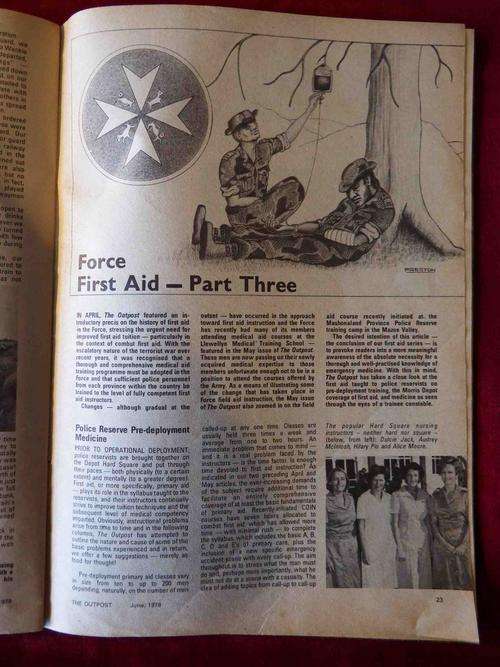 Force
First Aid — Part Three
IN APRIL, The Outpost featured an in-
troductory precis on the history of first aid
in the Force, stressing the urgent need for
improved first aid tuition — particularly in
the context of combat first aid. With the
escalatory nature of the terrorist war over
recent years, it was recognised that a
thorough and comprehensive medical aid
training programme must be adopted in the
Force and that sufficient police personnel
from each province within the country be
trained to the level of fully competent first
aid instructors.
Changes — although gradual at the
outset — have occurred in the approach
toward first aid instruction and the Force
has recently had many of its members
attending medical aid courses at the
Llewellyn Medical Training School —
featured in the May issue of The Outpost.
These men are now passing on their newly
acquired medical expertise to those
members unfortunate enough not to be in a
position to attend the courses offered by
the Army. As a means of illustrating some
of the change that has taken place in
Force field aid instruction, the May issue
of The Outpost also zoomed in on the field
aid course recently initiated at the
Mashonaland Province Police Reserve
training camp in the Mazoe Valley.
The desired intention of this article —
the conclusion of our first aid series — is
to provoke readers into a more meaningful
awareness of the absolute necessity for a
thorough and well-practised knowledge of
emergency medicine. With this in mind,
The Outpost has taken a close look at the
first aid taught to police reservists on
pre-deployment training, the Morris Depot
coverage of first aid, and medicine as seen
through the eyes of a trainee constable.
Police Reserve Pre-deployment
Medicine
PRIOR TO OPERATIONAL DEPLOYMENT,
police reservists are brought together on
the Depot Hard Square and put through
their paces — both physically (to a certain
extent) and mentally (to a greater degree).
First aid, or more specifically, primary aid
— plays its role in the syllabus taught to the
reservists, and their instructors continually
strive to improve tuition techniques and the
subsequent level of medical competency
imparted. Obviously, instructional problems
arise from time to time and in the following
columns, The Outpost has attempted to
outline the nature and cause of some of the
basic problems experienced and in return,
we offer a few suggestions — merely as
food for thought!
Pre-deployment primary aid classes vary
in size from ten to up to 200 men
depending, naturally, on the number of men
called-up at any one time. Classes are
usually held three times a week and
average from one to two hours. An
immediate problem that comes to mind —
and it is a real problem faced by the
instructors — is the time factor. Is enough
time devoted to first aid instruction? As
indicated in our two preceding April and
May articles, the ever-increasing demands
of the subject require additional time to
facilitate an entirely comprehensive
coverage of at least the basic fundamentals
of primary aid. Recently, initiated COIN
courses have seven hours allocated to
combat first aid, which has allowed more
time — with minimal rush — to complete
the syllabus which includes the basic A, B,
C, D and E's of primary care, plus the
inclusion of a new specific emergency
accident scene with every call-up. The aim
throughout is to stress what the man must
do and, perhaps more importantly, what he
must not do at a scene with a casualty. The
idea of adding topics from call-up to call-up
The popular Hard Square nursing
instructors — neither hard nor square —
(below, from left): Dulcie Jack, Audrey
McIntosh, Hilary Pio and Alice Moore.
THE OUTPOST June, 1978
23